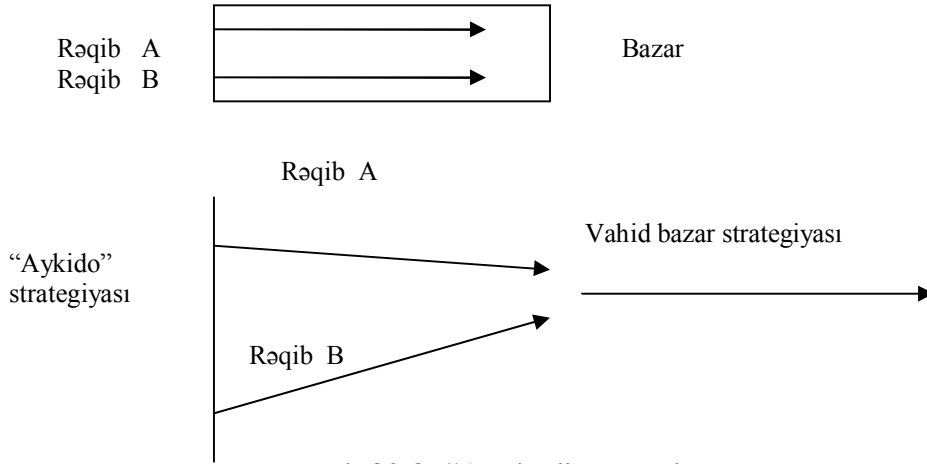 Rəqib A
Bazar
Rəqib B
Rəqib A
Vahid bazar strategiyası
“Aykido”
strategiyası
Rəqib B